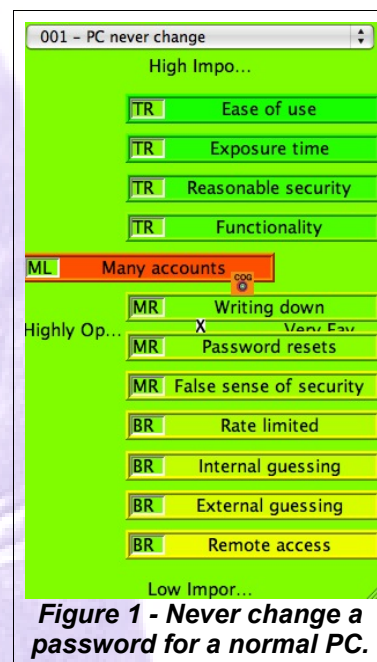 001 – PC never change
High Impo...
TR Ease of use
TR Exposure time
TR Reasonable security
TR Functionality
ML Many accounts
COG
MR Writing down
Highly Op... X Very Fav
MR Password resets
MR False sense of security
BR Rate limited
BR Internal guessing
BR External guessing
BR Remote access
Low Impor...
Figure 1 - Never change a
password for a normal PC.